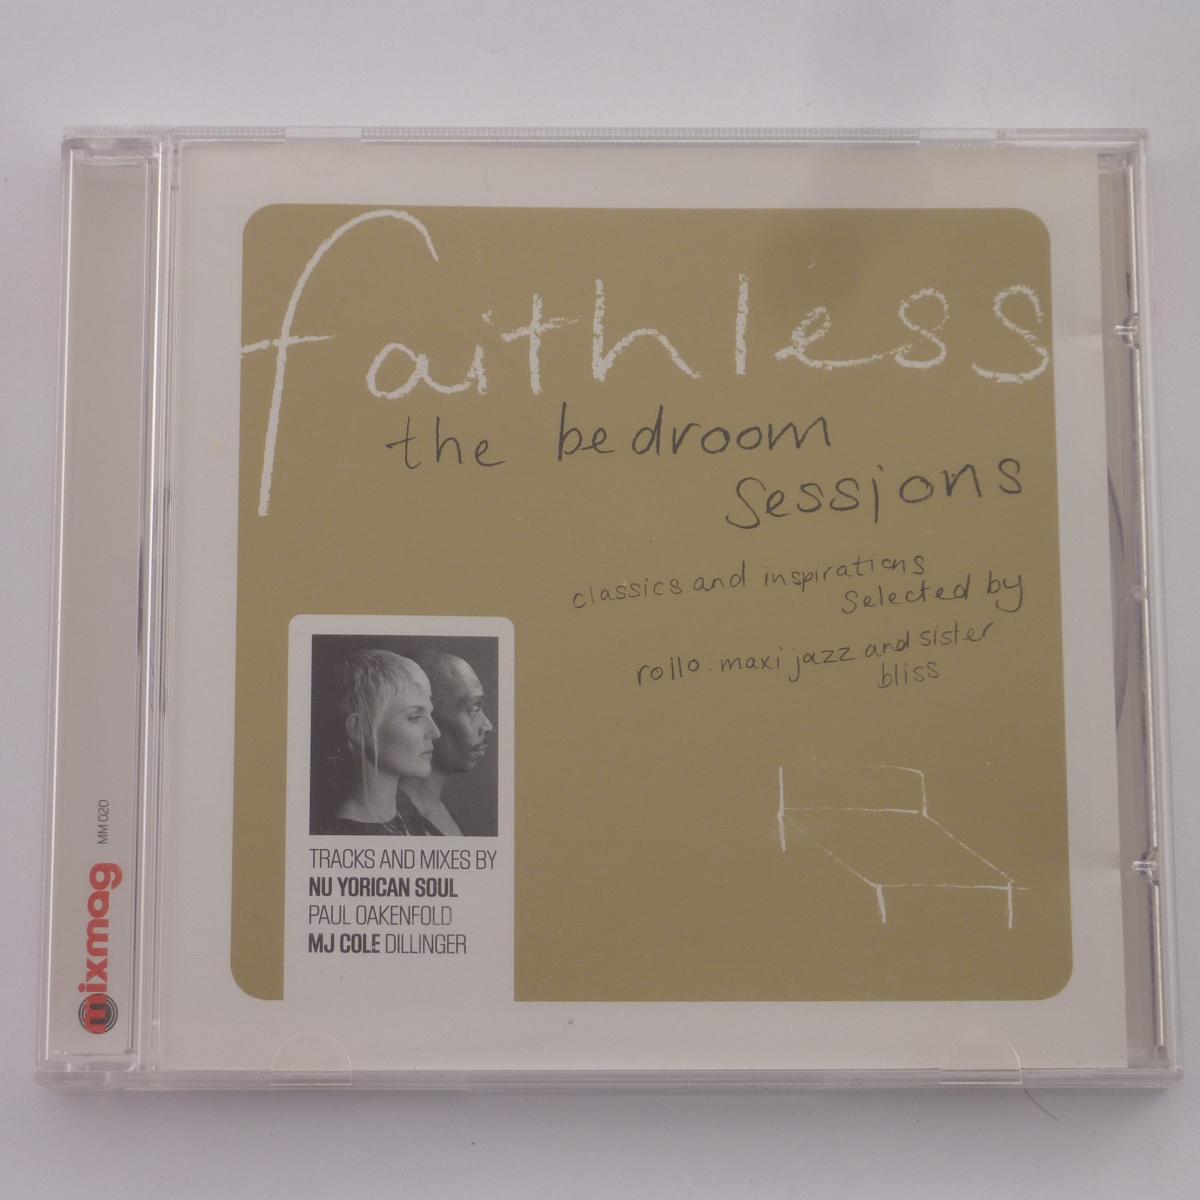 faithless
the bedroom
sessions
classics and inspirations
selected by
rollo. maxi jazz and sister
bliss
TRACKS AND MIXES BY
NU YORICAN SOUL
PAUL OAKENFOLD
MJ COLE DILLINGER
mixmag MM 020